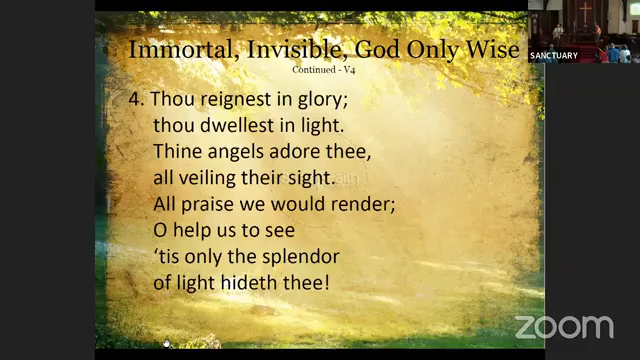 Immortal, Invisible, God Only Wise
Continued - V4
4. Thou reignest in glory;
thou dwellest in light.
Thine angels adore thee,
all veiling their sight.
All praise we would render;
O help us to see
‘tis only the splendor
of light hideth thee!
SANCTUARY
zoom